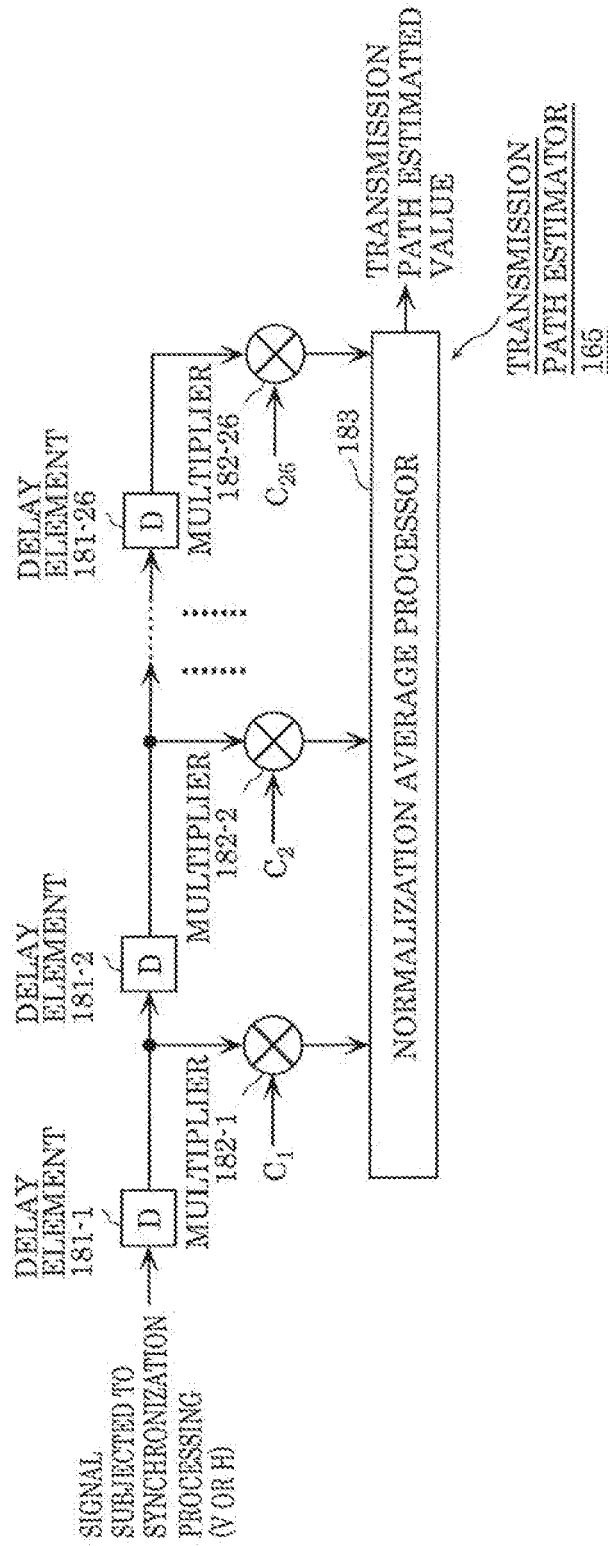 SIGNAL
SUBJECTED TO
SYNCHRONIZATION
PROCESSING
(V OR H)
DELAY
ELEMENT
181-1
D
MULTIPLIER
182-1
C1
DELAY
ELEMENT
181-2
D
MULTIPLIER
182-2
C2
DELAY
ELEMENT
181-26
D
MULTIPLIER
182-26
C26
183
NORMALIZATION AVERAGE PROCESSOR
TRANSMISSION
PATH ESTIMATED
VALUE
TRANSMISSION
PATH ESTIMATOR
165